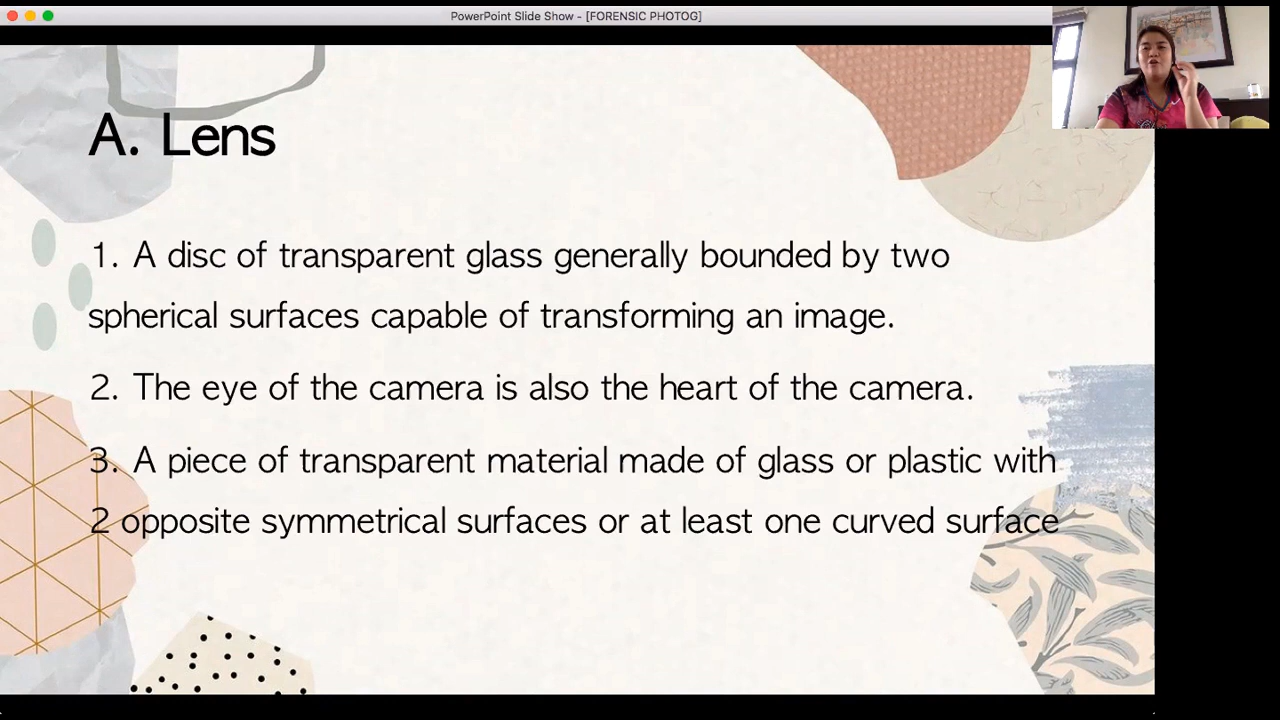 PowerPoint Slide Show - [FORENSIC PHOTOG]
A. Lens
1. A disc of transparent glass generally bounded by two
spherical surfaces capable of transforming an image.
2. The eye of the camera is also the heart of the camera.
3. A piece of transparent material made of glass or plastic with
2 opposite symmetrical surfaces or at least one curved surface